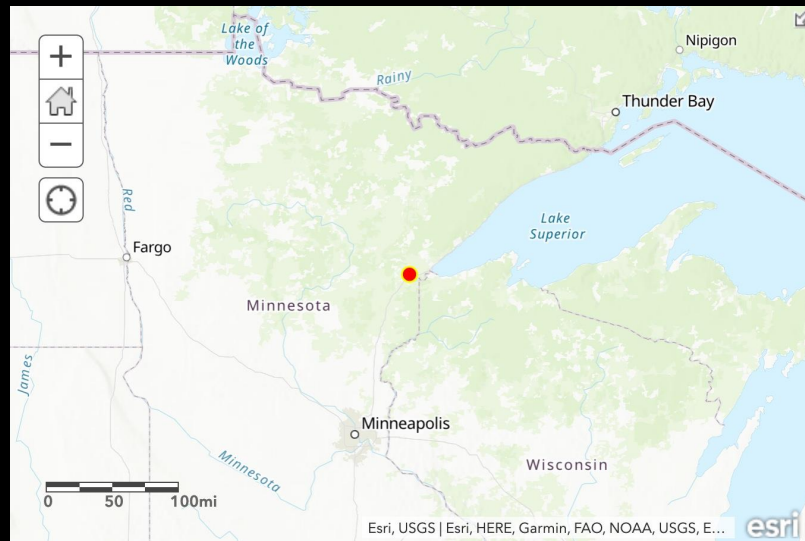 +
−
Lake of
the
Woods
Nipigon
Rainy
Thunder Bay
Red
Lake
Superior
Fargo
Minnesota
James
Minneapolis
Minnesota
Wisconsin
0 50 100mi
Esri, USGS | Esri, HERE, Garmin, FAO, NOAA, USGS, E...
esri